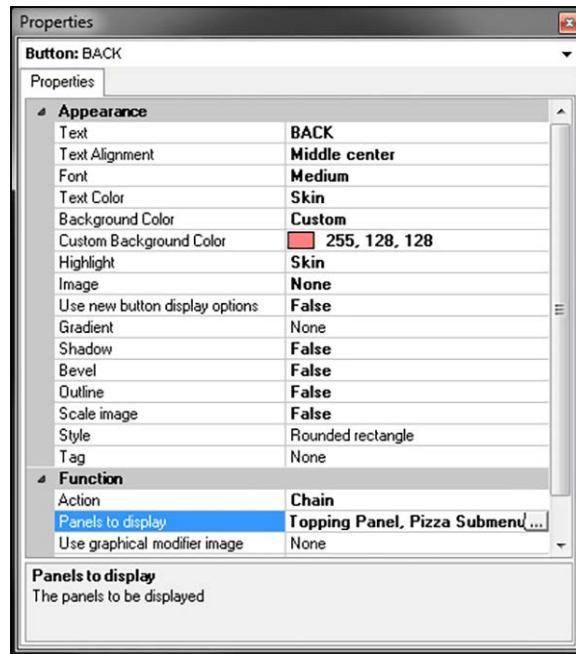 Properties
Button: BACK
Properties
Appearance
Text BACK
Text Alignment Middle center
Font Medium
Text Color Skin
Background Color Custom
Custom Background Color 255, 128, 128
Highlight Skin
Image None
Use new button display options False
Gradient None
Shadow False
Bevel False
Outline False
Scale image False
Style Rounded rectangle
Tag None
Function
Action Chain
Panels to display Topping Panel, Pizza Submenu ...
Use graphical modifier image None
Panels to display
The panels to be displayed